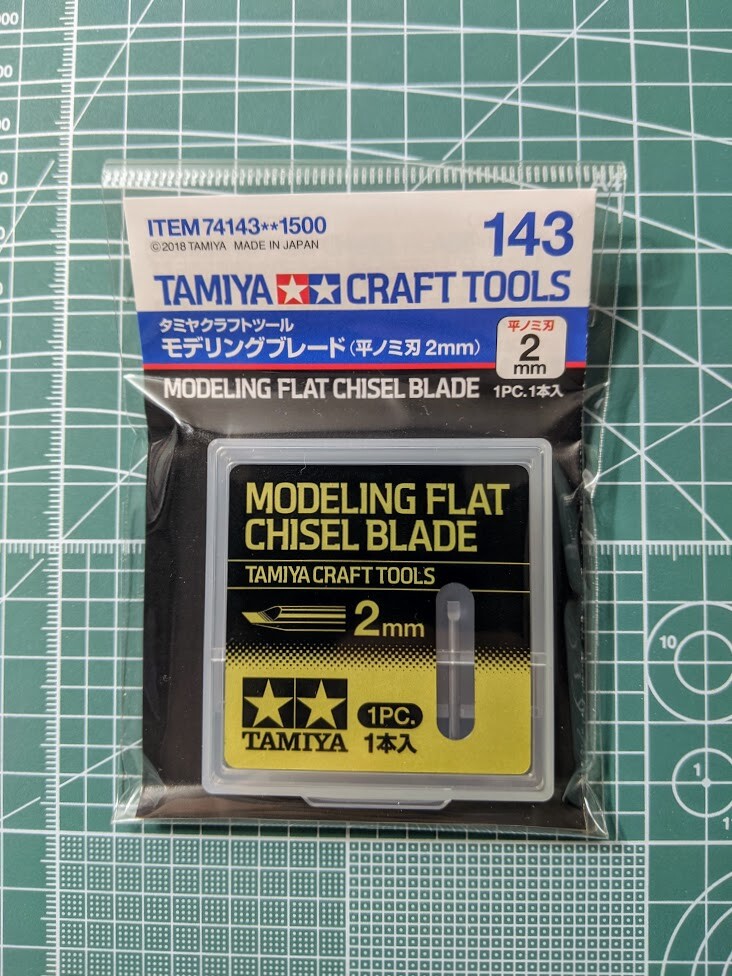 ITEM 74143**1500
143
©2018 TAMIYA MADE IN JAPAN
TAMIYA CRAFT TOOLS
タミヤクラフトツール
モデリングブレード（平ノミ刃 2mm）
平ノミ刃
2
mm
MODELING FLAT CHISEL BLADE
1PC. 1本入
MODELING FLAT
CHISEL BLADE
TAMIYA CRAFT TOOLS
2mm
TAMIYA
1PC.
1本入
10
1